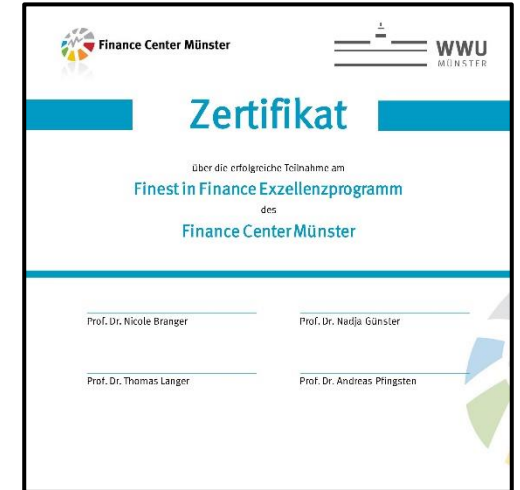 Finance Center Münster
WWU
MÜNSTER
Zertifikat
über die erfolgreiche Teilnahme am
Finest in Finance Exzellenzprogramm
des
Finance Center Münster
Prof. Dr. Nicole Branger
Prof. Dr. Nadja Günster
Prof. Dr. Thomas Langer
Prof. Dr. Andreas Pfingsten